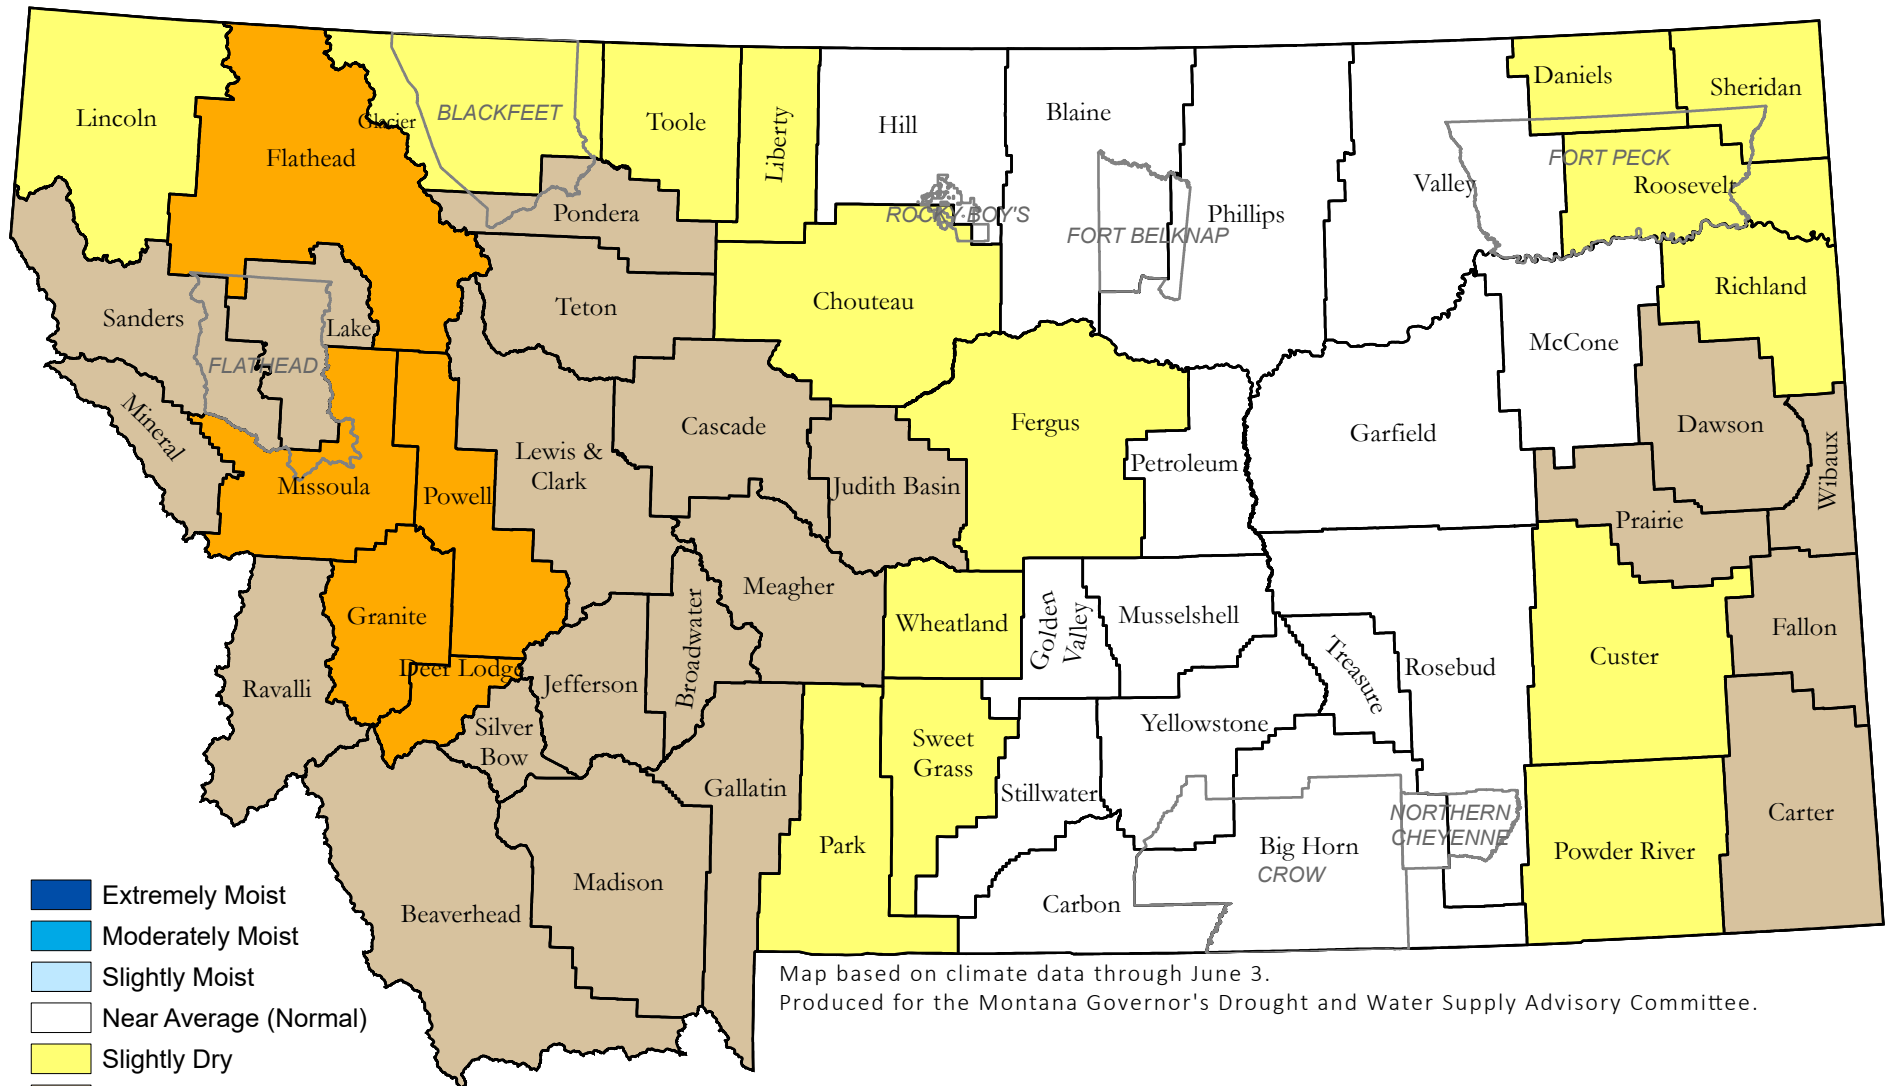 Daniels
Sheridan
Lincoln
Glacier
BLACKFEET
Toole
Liberty
Hill
Blaine
Flathead
FORT PECK
Valley
Roosevelt
Pondera
ROCKY BOY'S
Phillips
FORT BELKNAP
Sanders
Lake
Teton
Chouteau
Richland
McCone
FLATHEAD
Mineral
Cascade
Fergus
Garfield
Dawson
Wibaux
Lewis &
Clark
Petroleum
Missoula
Powell
Judith Basin
Prairie
Meagher
Granite
Broadwater
Wheatland
Golden
Valley
Musselshell
Treasure
Rosebud
Custer
Fallon
Deer Lodge
Ravalli
Jefferson
Silver
Bow
Sweet
Grass
Yellowstone
Gallatin
Stillwater
NORTHERN
CHEYENNE
Carter
Park
Big Horn
CROW
Powder River
Madison
Beaverhead
Carbon
Extremely Moist
Moderately Moist
Slightly Moist
Near Average (Normal)
Slightly Dry
Map based on climate data through June 3.
Produced for the Montana Governor's Drought and Water Supply Advisory Committee.